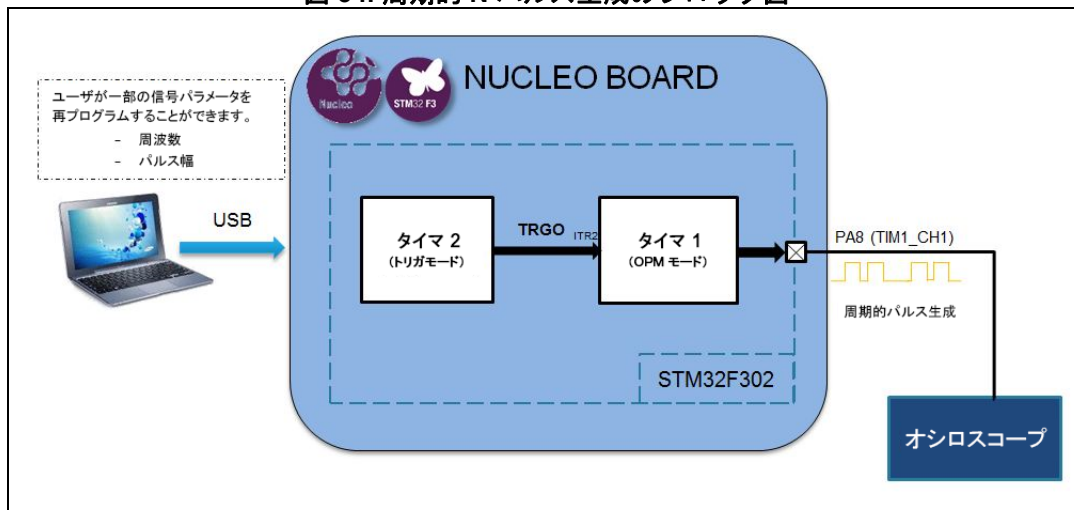 NUCLEO BOARD
Nucleo
STM32 F3
ユーザが一部の信号パラメータを
再プログラムすることができます。
- 周波数
- パルス幅
USB
タイマ 2
(トリガモード)
TRGO ITR2
タイマ 1
(OPM モード)
PA8 (TIM1_CH1)
周期的パルス生成
STM32F302
オシロスコープ